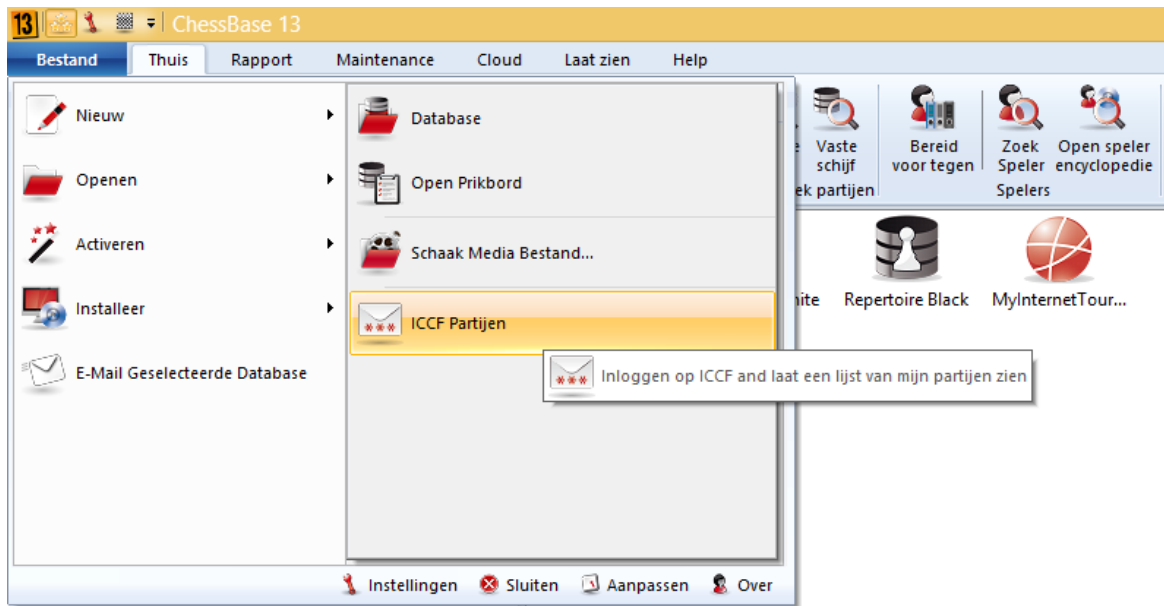 13 ChessBase 13
Bestand Thuis Rapport Maintenance Cloud Laat zien Help
Nieuw
Openen
Activeren
Installeer
E-Mail Geselecteerde Database
Database
Open Prikbord
Schaak Media Bestand...
ICCF Partijen
Inloggen op ICCF and laat een lijst van mijn partijen zien
Vaste
schijf
Bereid
voor tegen
Zoek
Speler
Open speler
encyclopedie
partijen
Spelers
Repertoire Black
MyInternetTour...
Instellingen Sluiten Aanpassen Over